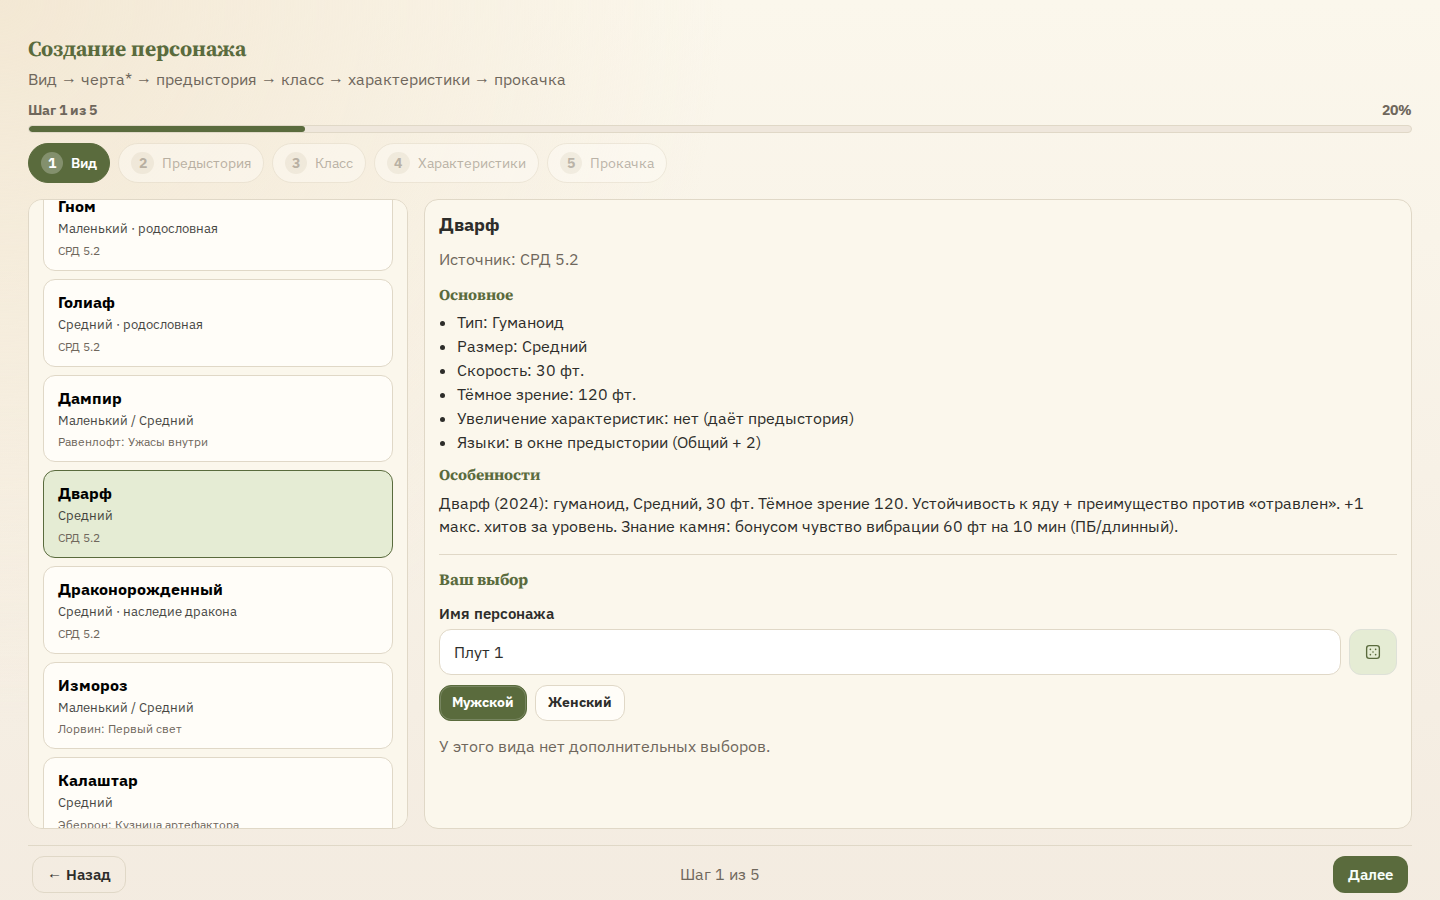 Создание персонажа
Вид → черта* → предыстория → класс → характеристики → прокачка
Шаг 1 из 5
20%
1 Вид
2 Предыстория
3 Класс
4 Характеристики
5 Прокачка
Гном
Маленький · родословная
СРД 5.2
Голиаф
Средний · родословная
СРД 5.2
Дампир
Маленький / Средний
Равенлофт: Ужасы внутри
Дварф
Средний
СРД 5.2
Драконорожденный
Средний · наследие дракона
СРД 5.2
Измороз
Маленький / Средний
Лорвин: Первый свет
Калаштар
Средний
Эберрон: Кузница артефактора
Дварф
Источник: СРД 5.2
Основное
• Тип: Гуманоид
• Размер: Средний
• Скорость: 30 фт.
• Тёмное зрение: 120 фт.
• Увеличение характеристик: нет (даёт предыстория)
• Языки: в окне предыстории (Общий + 2)
Особенности
Дварф (2024): гуманоид, Средний, 30 фт. Тёмное зрение 120. Устойчивость к яду + преимущество против «отравлен». +1
макс. хитов за уровень. Знание камня: бонусом чувство вибрации 60 фт на 10 мин (ПБ/длинный).
Ваш выбор
Имя персонажа
Плут 1
Мужской
Женский
У этого вида нет дополнительных выборов.
← Назад
Шаг 1 из 5
Далее